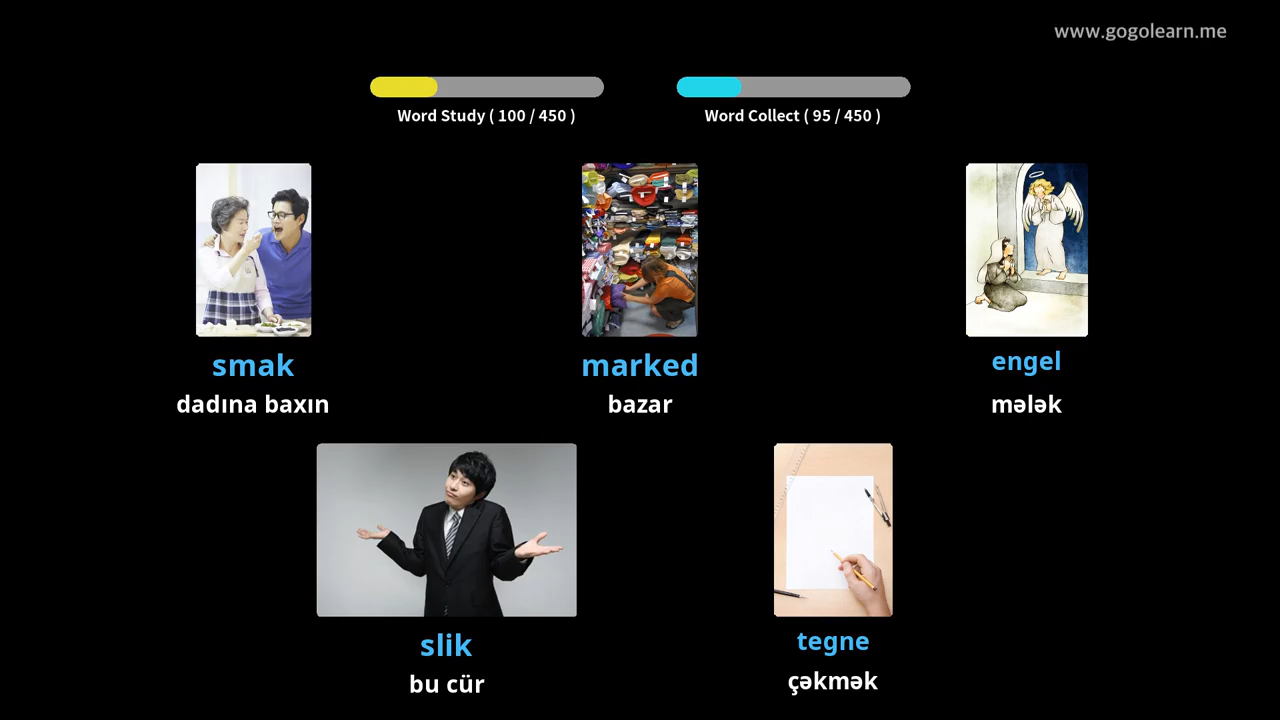 www.gogolearn.me
Word Study ( 100 / 450 )
Word Collect ( 95 / 450 )
smak
dadına baxın
marked
bazar
engel
mələk
slik
bu cür
tegne
çəkmək